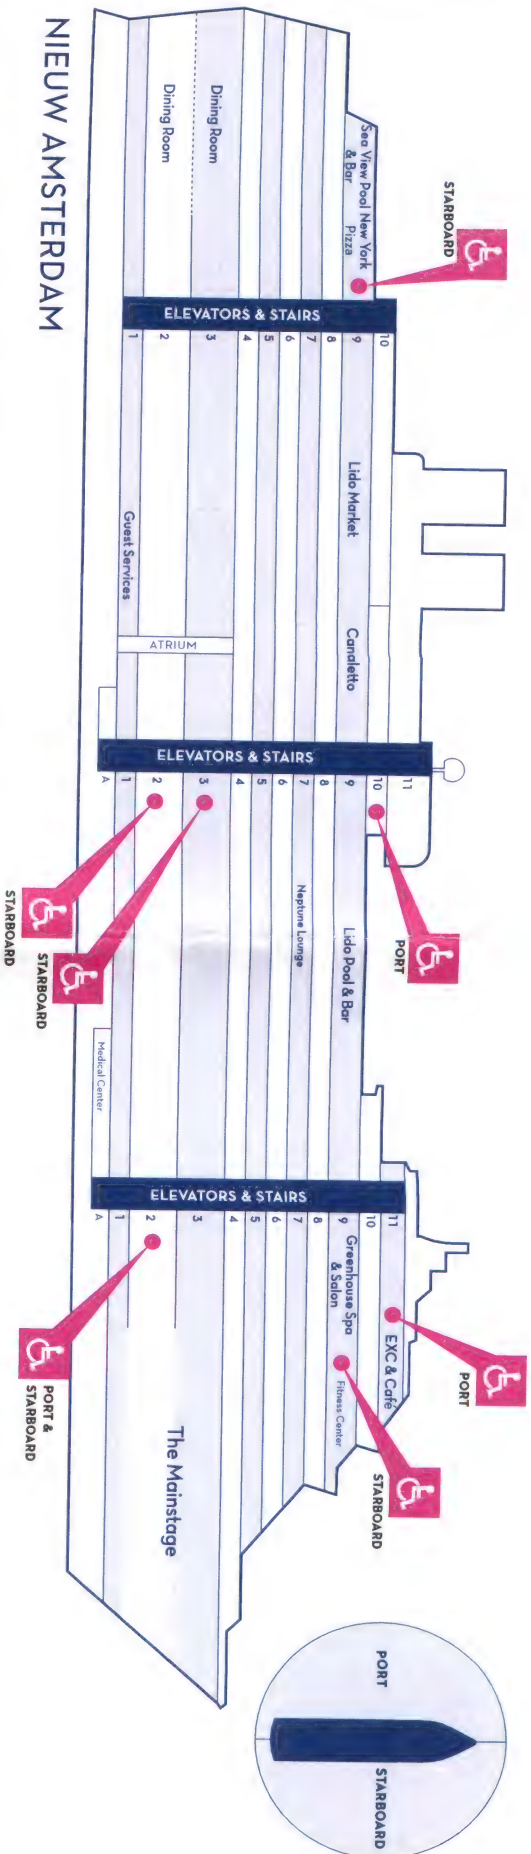 STARBOARD
PORT
PORT
STARBOARD
Sea View Pool New York
& Bar Pizza
Dining Room
Dining Room
ELEVATORS & STAIRS
10
9
8
7
6
5
4
3
2
1
Lido Market
Canaletto
Guest Services
ATRIUM
ELEVATORS & STAIRS
11
10
9
8
7
6
5
4
3
2
1
A
Lido Pool & Bar
Neptune Lounge
Medical Center
ELEVATORS & STAIRS
11
10
9
8
7
6
5
4
3
2
1
A
EXC & Café
Greenhouse Spa
& Salon
Fitness Center
The Mainstage
STARBOARD
STARBOARD
PORT &
STARBOARD
PORT
STARBOARD
NIEUW AMSTERDAM